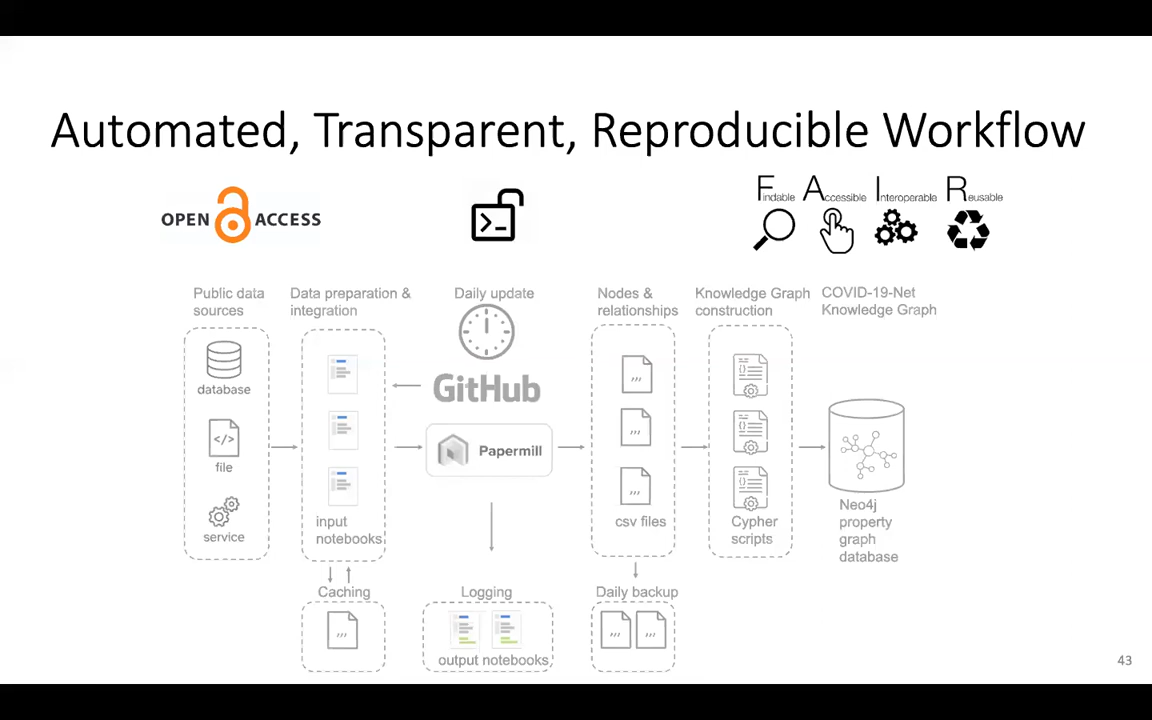 Automated, Transparent, Reproducible Workflow
OPEN ACCESS
>_
Findable Accessible Interoperable Reusable
Public data
sources
Data preparation &
integration
Daily update
Nodes &
relationships
Knowledge Graph
construction
COVID-19-Net
Knowledge Graph
database
</>
file
service
input
notebooks
GitHub
Papermill
,,,
,,,
,,,
csv files
{}
{}
{}
Cypher
scripts
Neo4j
property
graph
database
Caching
,,,
Logging
output notebooks
Daily backup
,,,
,,,
43